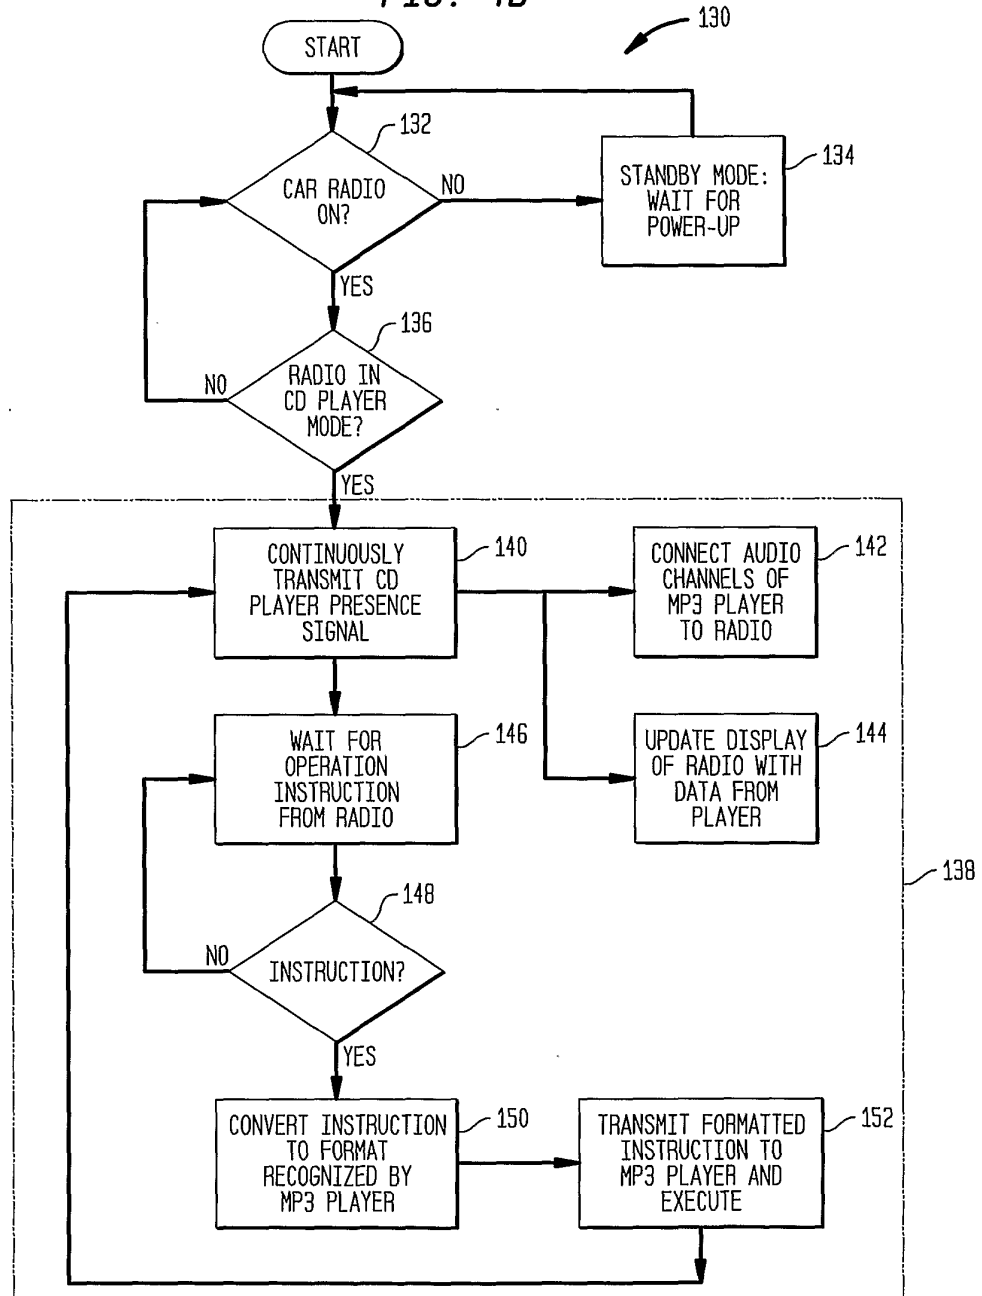 FIG. 4B
130
START
132
CAR RADIO
ON?
NO
134
STANDBY MODE:
WAIT FOR
POWER-UP
YES
136
RADIO IN
CD PLAYER
MODE?
NO
YES
140
CONTINUOUSLY
TRANSMIT CD
PLAYER PRESENCE
SIGNAL
142
CONNECT AUDIO
CHANNELS OF
MP3 PLAYER
TO RADIO
146
WAIT FOR
OPERATION
INSTRUCTION
FROM RADIO
144
UPDATE DISPLAY
OF RADIO WITH
DATA FROM
PLAYER
138
148
INSTRUCTION?
NO
YES
150
CONVERT INSTRUCTION
TO FORMAT
RECOGNIZED BY
MP3 PLAYER
152
TRANSMIT FORMATTED
INSTRUCTION TO
MP3 PLAYER AND
EXECUTE